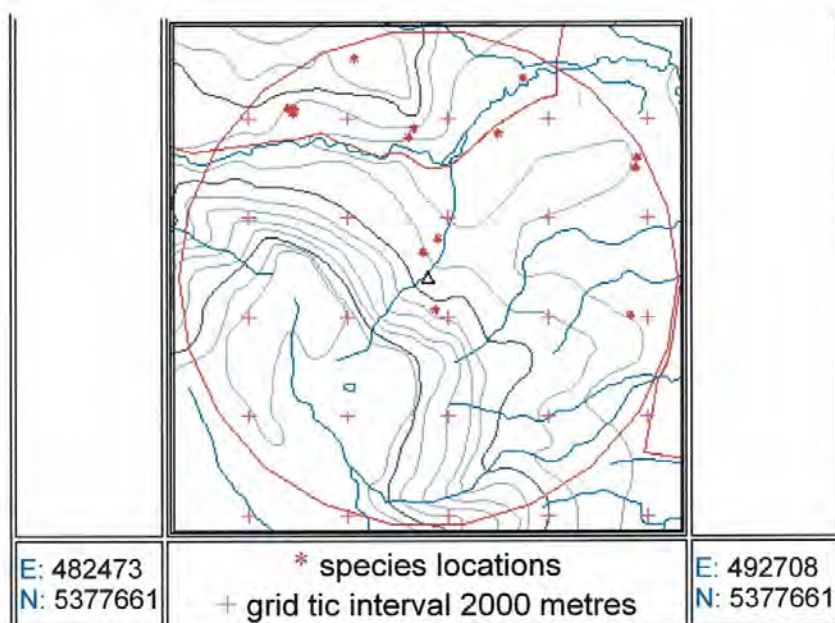 E: 482473
N: 5377661
* species locations
+ grid tic interval 2000 metres
E: 492708
N: 5377661